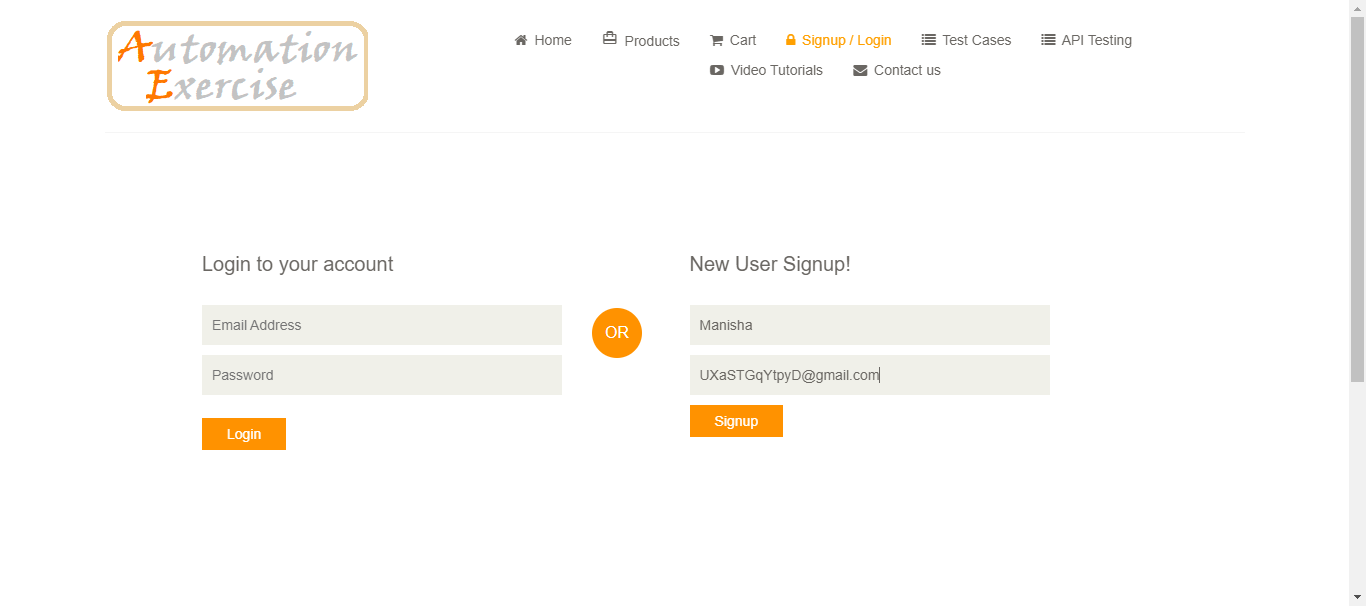 Automation
Exercise
Home
Products
Cart
Signup / Login
Test Cases
API Testing
Video Tutorials
Contact us
Login to your account
Email Address
Password
Login
OR
New User Signup!
Manisha
UXaSTGqYtpyD@gmail.com
Signup